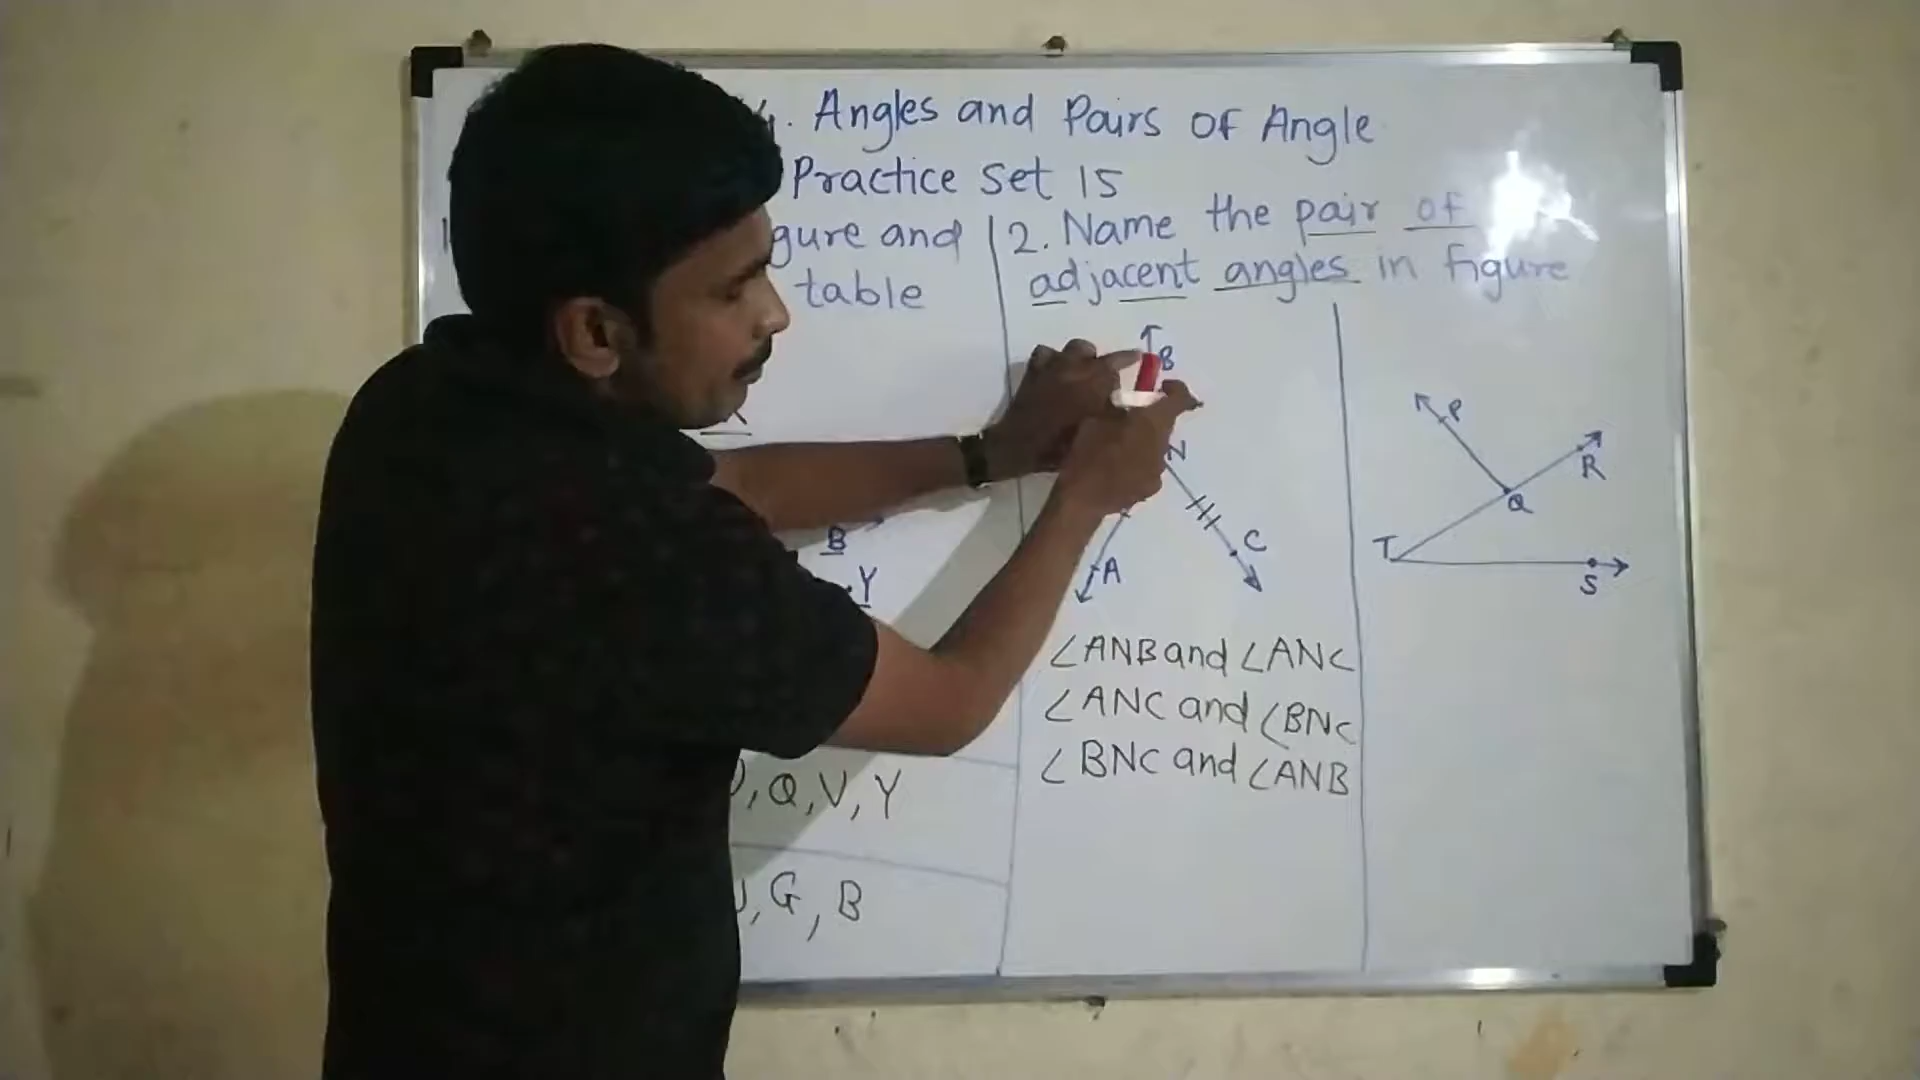 4. Angles and Pairs of Angle
Practice Set 15
gure and
table
2. Name the pair of
adjacent angles in figure
B
N
C
A
P
R
Q
T
S
B
Y
∠ANB and ∠ANC
∠ANC and ∠BNC
∠BNC and ∠ANB
, Q, V, Y
, G, B